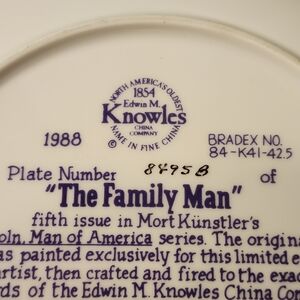 NORTH AMERICA'S OLDEST
1854
Edwin M.
Knowles
CHINA
COMPANY
NAME IN FINE CHINA
1988
BRADEX NO.
84-K41-42.5
Plate Number 8495B of
"The Family Man"
fifth issue in Mort Künstler's
oln, Man of America series. The origina
as painted exclusively for this limited e
artist, then crafted and fired to the exac
rds of the Edwin M. Knowles China Co